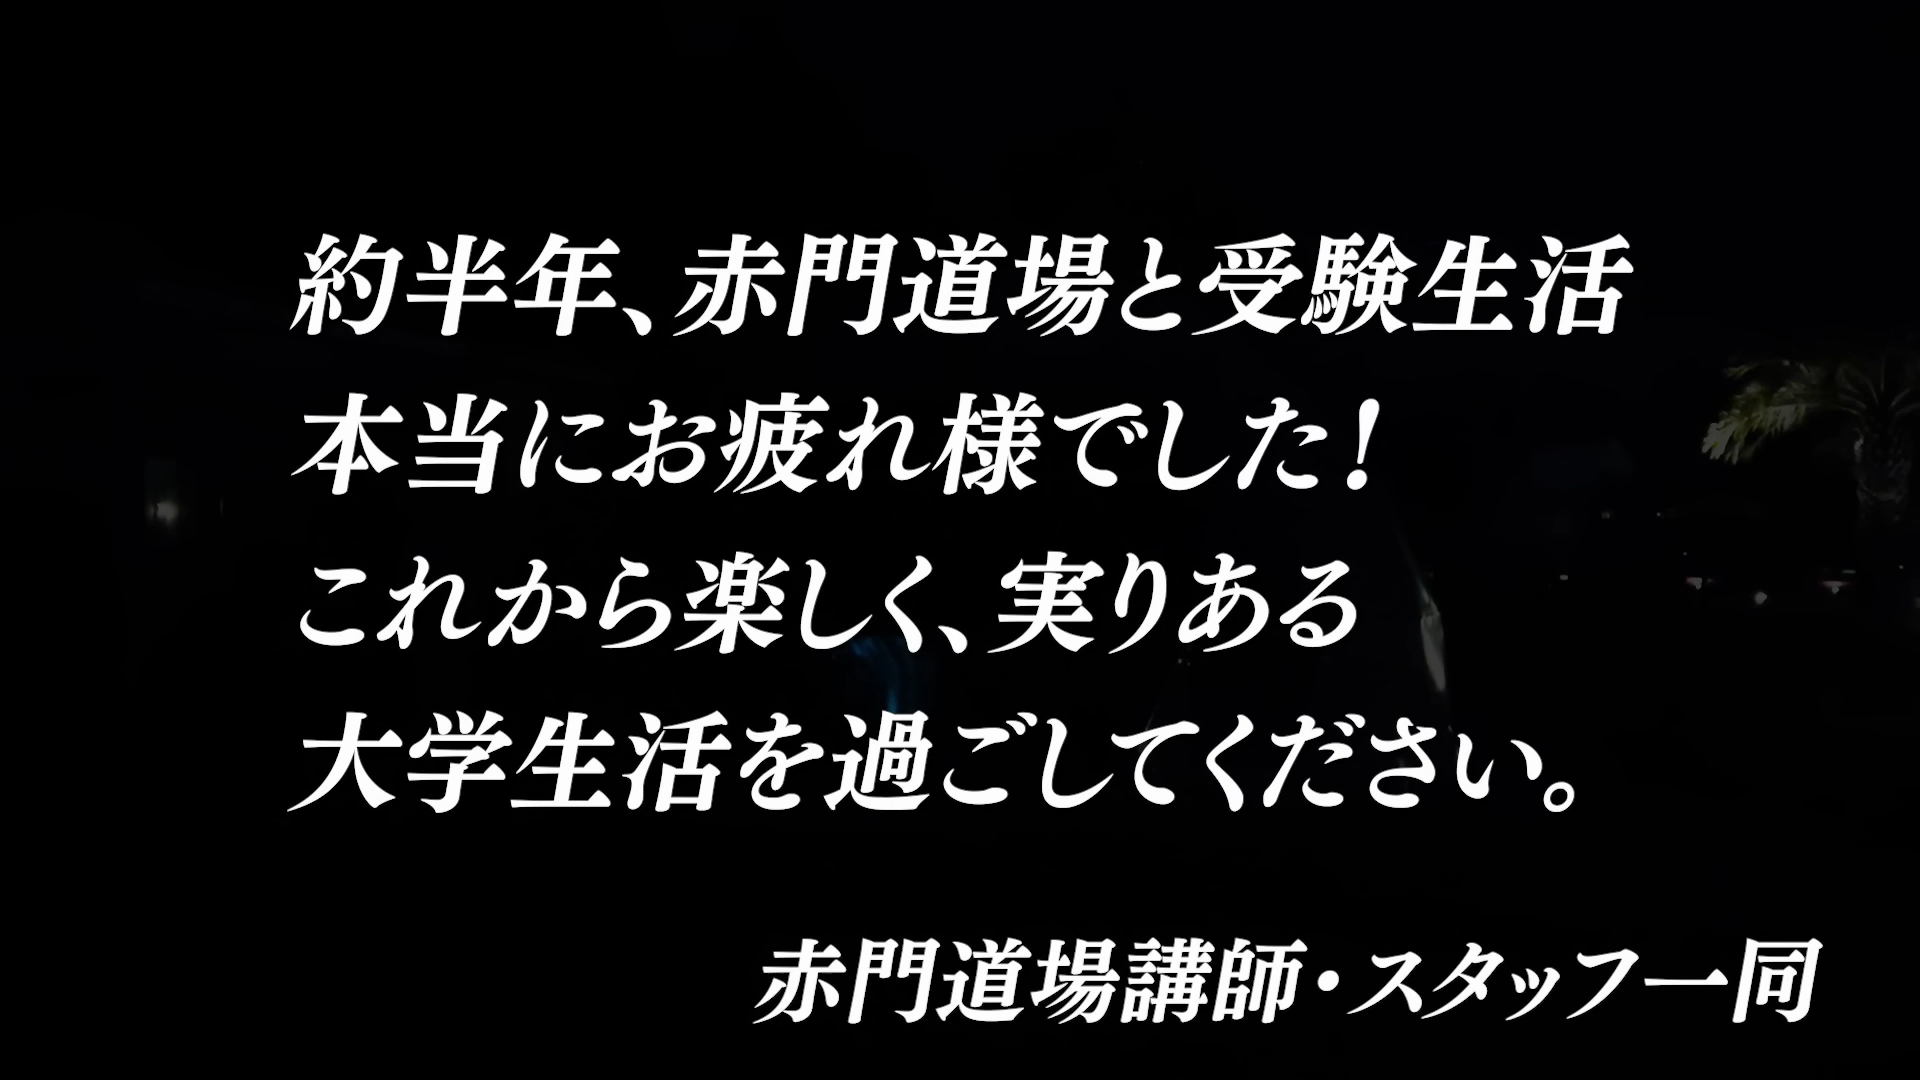 約半年、赤門道場と受験生活
本当にお疲れ様でした！
これから楽しく、実りある
大学生活を過ごしてください。
赤門道場講師・スタッフ一同